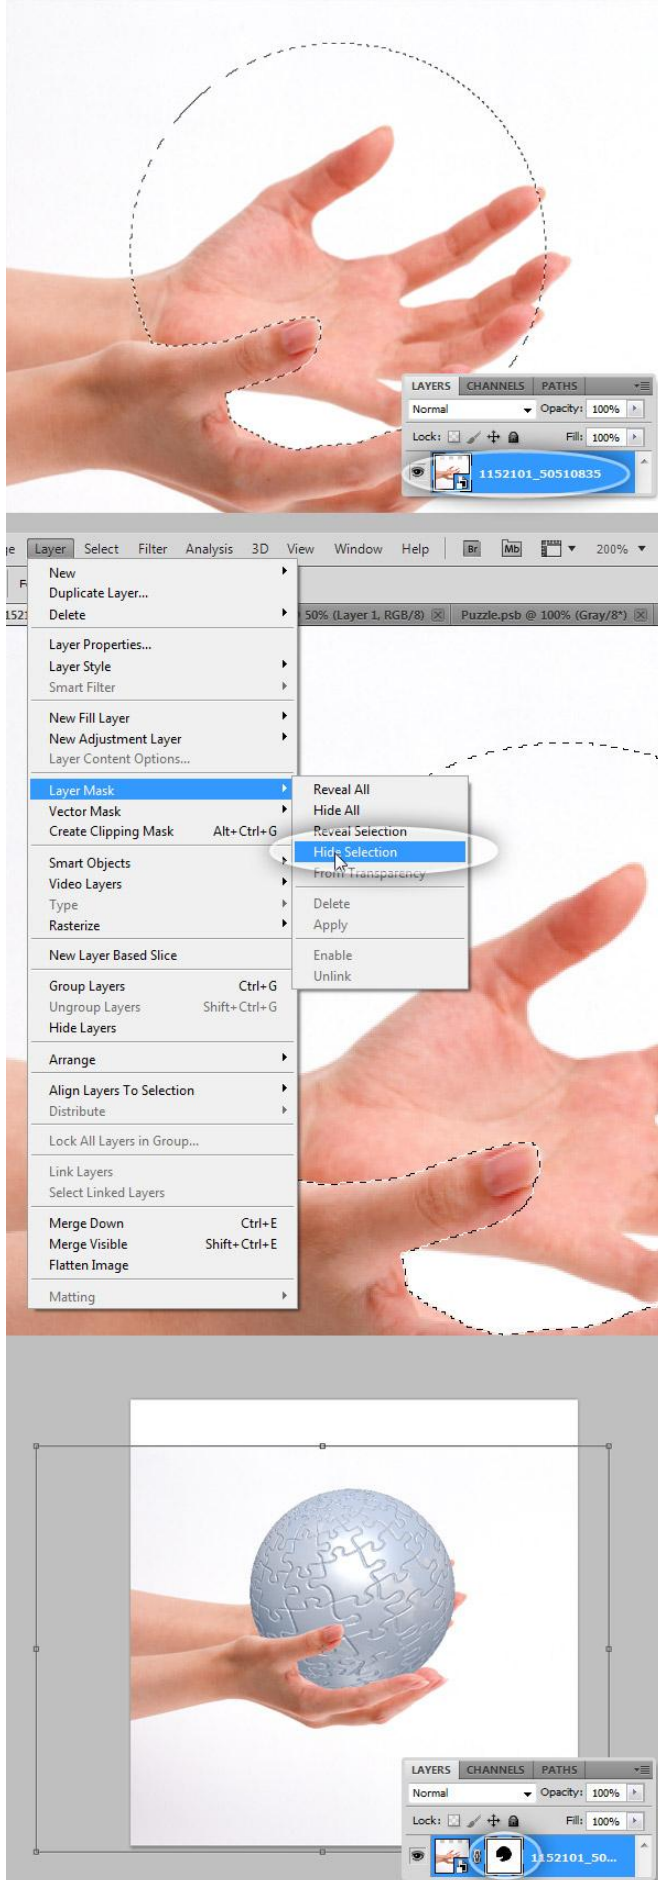 LAYERS CHANNELS PATHS
Normal Opacity: 100%
Lock: Fill: 100%
1152101_50510835
Layer Select Filter Analysis 3D View Window Help Br Mb 200%
50% (Layer 1, RGB/8) Puzzle.psb @ 100% (Gray/8*)
New
Duplicate Layer...
Delete
Layer Properties...
Layer Style
Smart Filter
New Fill Layer
New Adjustment Layer
Layer Content Options...
Layer Mask
Vector Mask
Create Clipping Mask Alt+Ctrl+G
Smart Objects
Video Layers
Type
Rasterize
New Layer Based Slice
Group Layers Ctrl+G
Ungroup Layers Shift+Ctrl+G
Hide Layers
Arrange
Align Layers To Selection
Distribute
Lock All Layers in Group...
Link Layers
Select Linked Layers
Merge Down Ctrl+E
Merge Visible Shift+Ctrl+E
Flatten Image
Matting
Reveal All
Hide All
Reveal Selection
Hide Selection
From Transparency
Delete
Apply
Enable
Unlink
LAYERS CHANNELS PATHS
Normal Opacity: 100%
Lock: Fill: 100%
1152101_50...